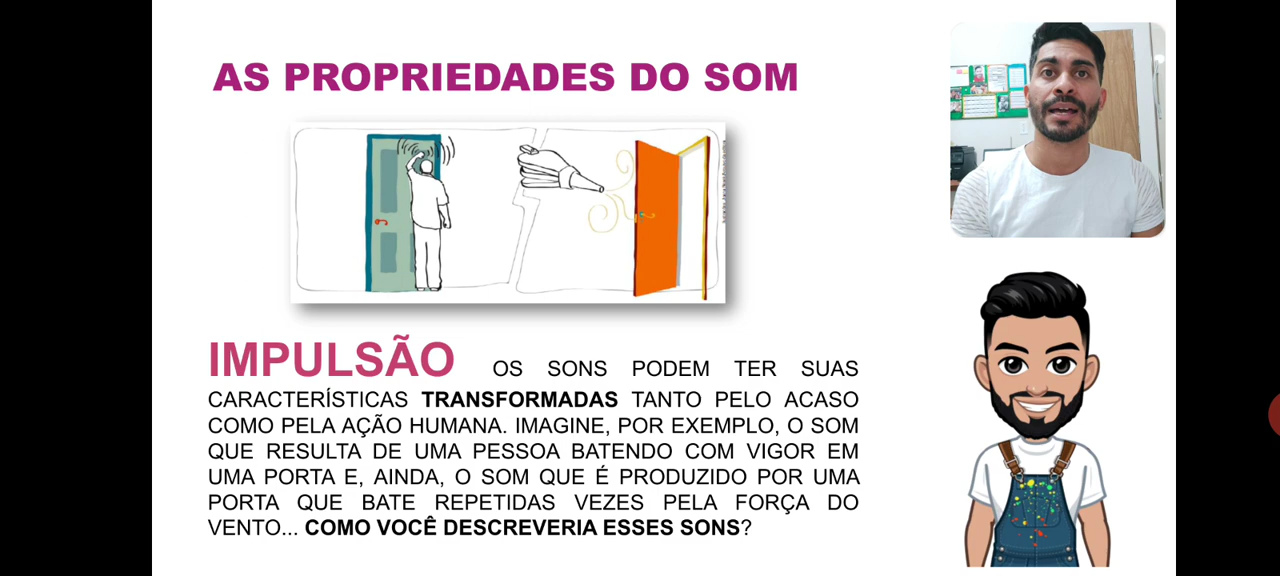 AS PROPRIEDADES DO SOM
IMPULSÃO OS SONS PODEM TER SUAS
CARACTERÍSTICAS TRANSFORMADAS TANTO PELO ACASO
COMO PELA AÇÃO HUMANA. IMAGINE, POR EXEMPLO, O SOM
QUE RESULTA DE UMA PESSOA BATENDO COM VIGOR EM
UMA PORTA E, AINDA, O SOM QUE É PRODUZIDO POR UMA
PORTA QUE BATE REPETIDAS VEZES PELA FORÇA DO
VENTO... COMO VOCÊ DESCREVERIA ESSES SONS?